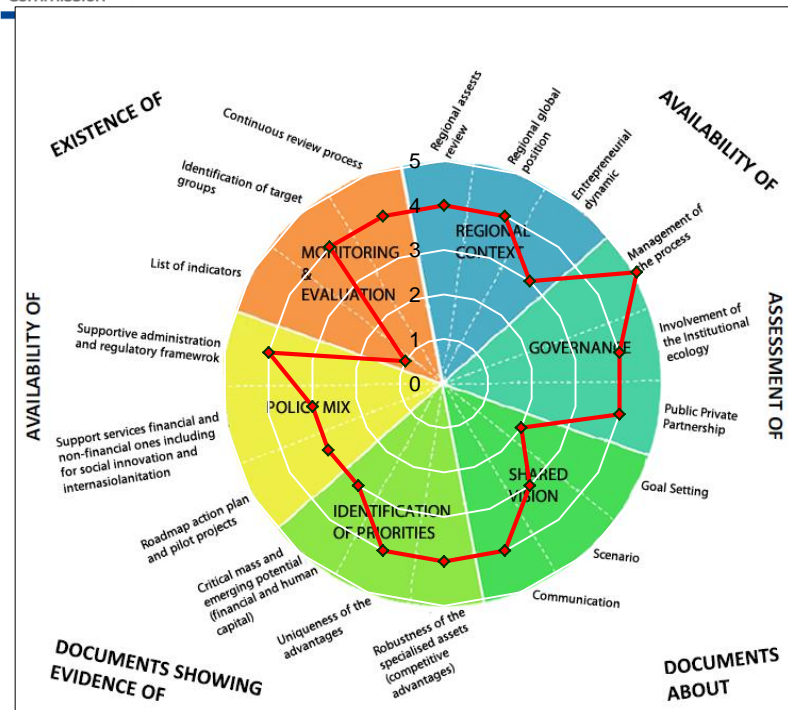 EXISTENCE OF
AVAILABILITY OF
Continuous review process
Identification of target
groups
List of indicators
Regional assests
review
Regional global
position
Entrepreneurial
dynamic
Management of
the process
Involvement of
the Institutional
ecology
Public Private
Partnership
ASSESSMENT OF
5
4
3
2
1
0
MONITORING
&
EVALUATION
REGIONAL
CONTEXT
GOVERNANCE
AVAILABILITY OF
Supportive administration
and regulatory framewrok
Support services financial and
non-financial ones including
for social innovation and
internasiolanitation
Roadmap action plan
and pilot projects
POLICY MIX
SHARED
VISION
IDENTIFICATION
OF PRIORITIES
Goal Setting
Scenario
Communication
Critical mass and
emerging potential
(financial and human
capital)
Uniqueness of the
advantages
Robustness of the
specialised assets
(competitive
advantages)
DOCUMENTS SHOWING
EVIDENCE OF
DOCUMENTS
ABOUT